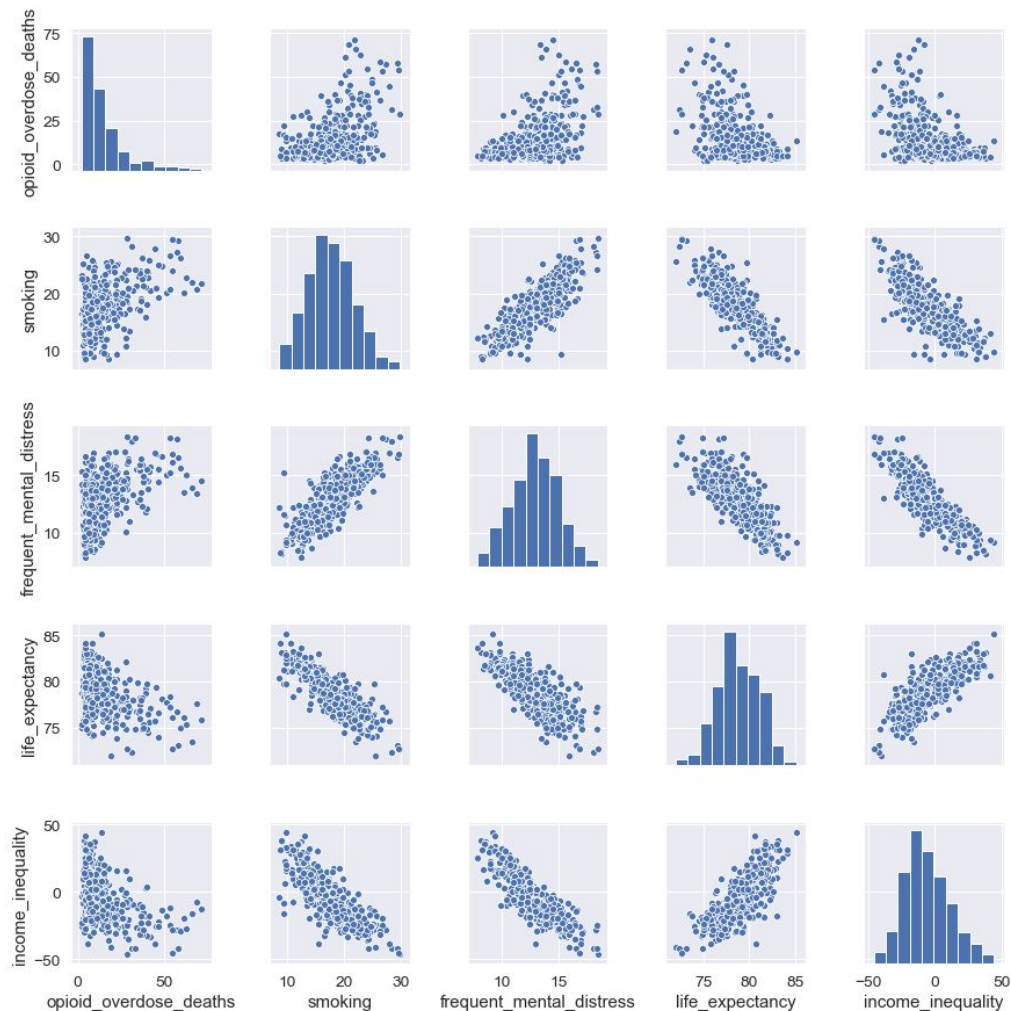 opioid_overdose_deaths
75
50
25
0
smoking
30
20
10
frequent_mental_distress
15
10
life_expectancy
85
80
75
income_inequality
50
0
−50
0 50
10 20 30
10 15
75 80 85
−50 0 50
opioid_overdose_deaths smoking frequent_mental_distress life_expectancy income_inequality